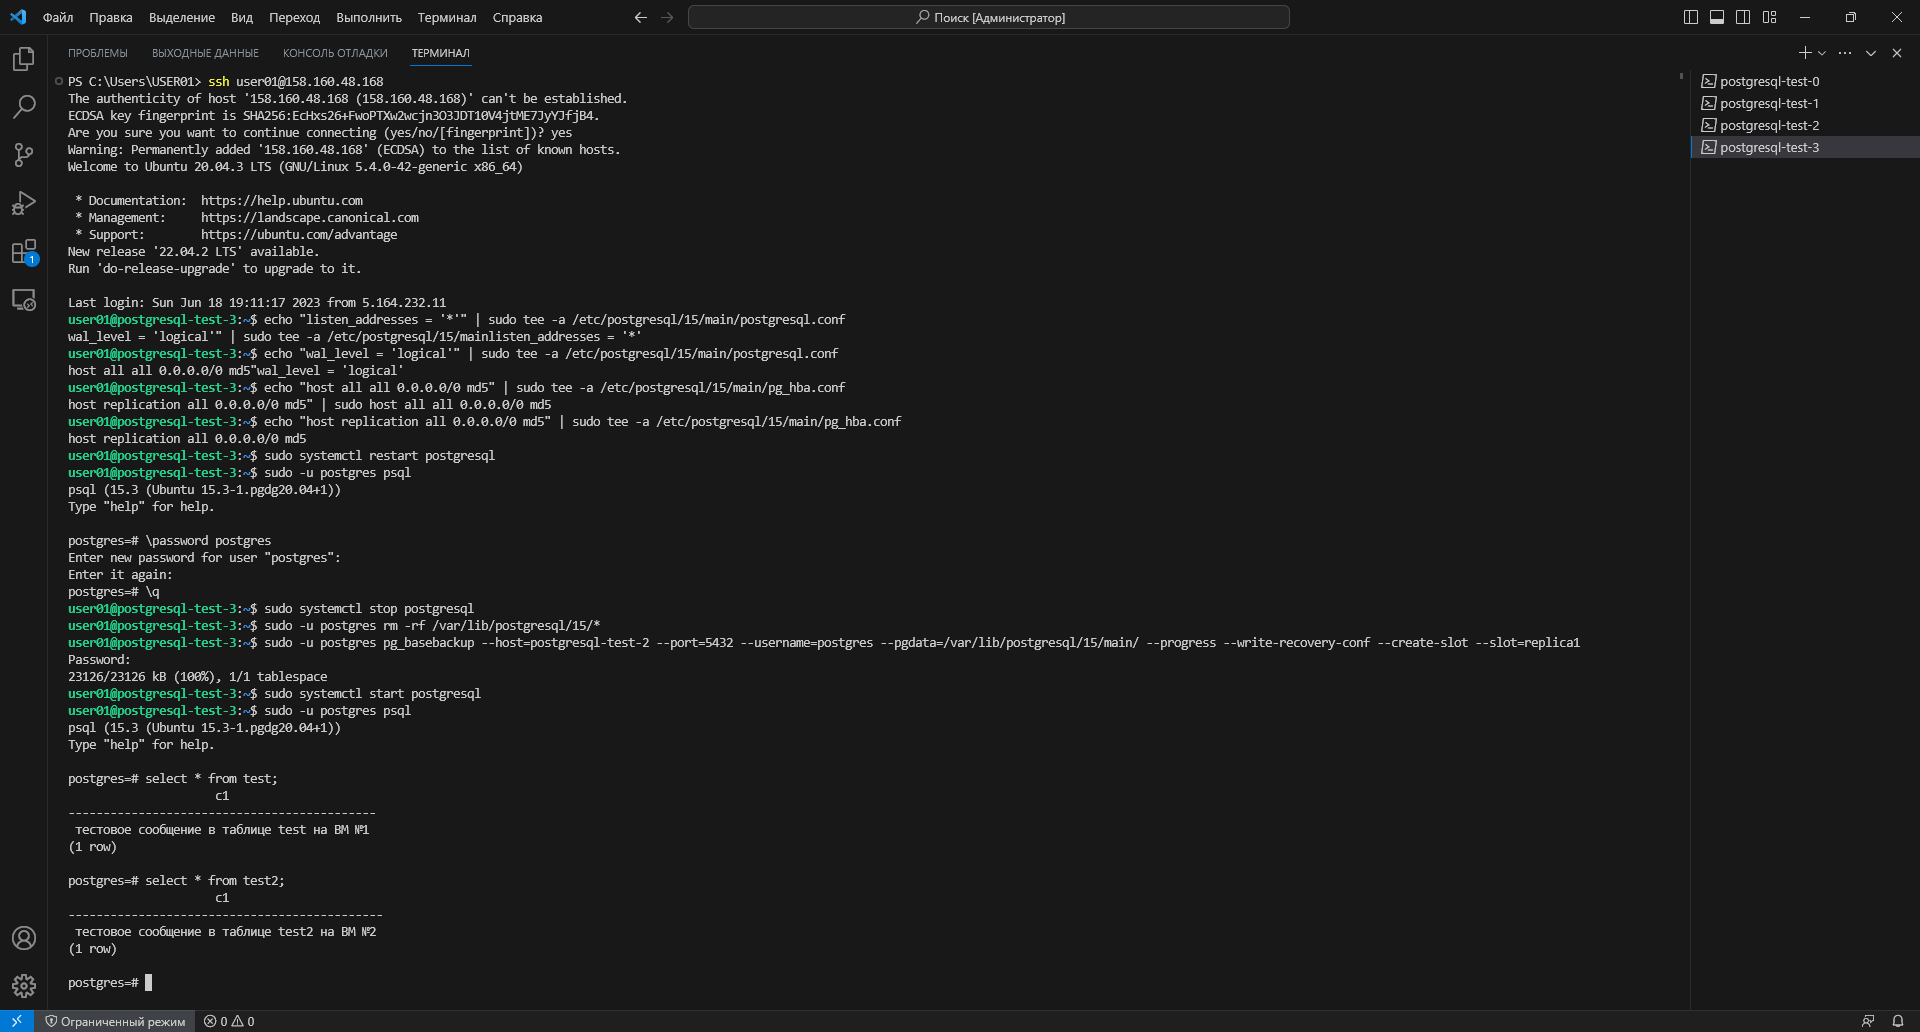 Файл Правка Выделение Вид Переход Выполнить Терминал Справка
Поиск [Администратор]
ПРОБЛЕМЫ ВЫХОДНЫЕ ДАННЫЕ КОНСОЛЬ ОТЛАДКИ ТЕРМИНАЛ
PS C:\Users\USER01> ssh user01@158.160.48.168
The authenticity of host '158.160.48.168 (158.160.48.168)' can't be established.
ECDSA key fingerprint is SHA256:EcHxs26+FwoPTXw2wcjn3O3JDT10V4jtME7JyYJfjB4.
Are you sure you want to continue connecting (yes/no/[fingerprint])? yes
Warning: Permanently added '158.160.48.168' (ECDSA) to the list of known hosts.
Welcome to Ubuntu 20.04.3 LTS (GNU/Linux 5.4.0-42-generic x86_64)
* Documentation:  https://help.ubuntu.com
* Management:     https://landscape.canonical.com
* Support:        https://ubuntu.com/advantage
New release '22.04.2 LTS' available.
Run 'do-release-upgrade' to upgrade to it.
Last login: Sun Jun 18 19:11:17 2023 from 5.164.232.11
user01@postgresql-test-3:~$ echo "listen_addresses = '*'" | sudo tee -a /etc/postgresql/15/main/postgresql.conf
wal_level = 'logical'" | sudo tee -a /etc/postgresql/15/mainlisten_addresses = '*'
user01@postgresql-test-3:~$ echo "wal_level = 'logical'" | sudo tee -a /etc/postgresql/15/main/postgresql.conf
host all all 0.0.0.0/0 md5"wal_level = 'logical'
user01@postgresql-test-3:~$ echo "host all all 0.0.0.0/0 md5" | sudo tee -a /etc/postgresql/15/main/pg_hba.conf
host replication all 0.0.0.0/0 md5" | sudo host all all 0.0.0.0/0 md5
user01@postgresql-test-3:~$ echo "host replication all 0.0.0.0/0 md5" | sudo tee -a /etc/postgresql/15/main/pg_hba.conf
host replication all 0.0.0.0/0 md5
user01@postgresql-test-3:~$ sudo systemctl restart postgresql
user01@postgresql-test-3:~$ sudo -u postgres psql
psql (15.3 (Ubuntu 15.3-1.pgdg20.04+1))
Type "help" for help.
postgres=# \password postgres
Enter new password for user "postgres":
Enter it again:
postgres=# \q
user01@postgresql-test-3:~$ sudo systemctl stop postgresql
user01@postgresql-test-3:~$ sudo -u postgres rm -rf /var/lib/postgresql/15/*
user01@postgresql-test-3:~$ sudo -u postgres pg_basebackup --host=postgresql-test-2 --port=5432 --username=postgres --pgdata=/var/lib/postgresql/15/main/ --progress --write-recovery-conf --create-slot --slot=replica1
Password:
23126/23126 kB (100%), 1/1 tablespace
user01@postgresql-test-3:~$ sudo systemctl start postgresql
user01@postgresql-test-3:~$ sudo -u postgres psql
psql (15.3 (Ubuntu 15.3-1.pgdg20.04+1))
Type "help" for help.
postgres=# select * from test;
c1
--------------------------------------------
тестовое сообщение в таблице test на ВМ №1
(1 row)
postgres=# select * from test2;
c1
---------------------------------------------
тестовое сообщение в таблице test2 на ВМ №2
(1 row)
postgres=#
postgresql-test-0
postgresql-test-1
postgresql-test-2
postgresql-test-3
1
Ограниченный режим 0 0